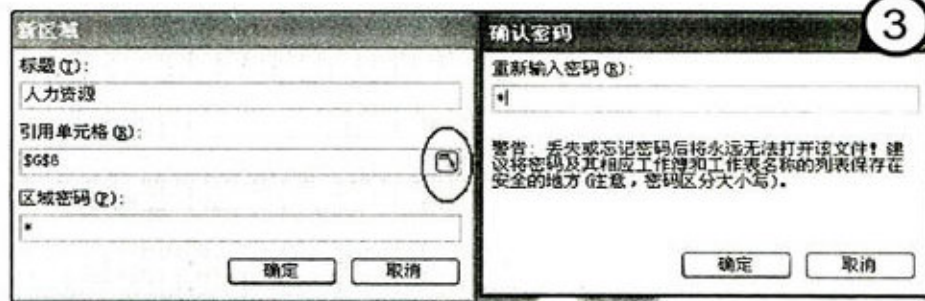 新区域
标题(T):
人力资源
引用单元格(R):
$G$8
区域密码(P):
*
确定
取消
确认密码
3
重新输入密码(R):
*
警告: 丢失或忘记密码后将永远无法打开该文件! 建
议将密码及其相应工作簿和工作表名称的列表保存在
安全的地方(注意,密码区分大小写)。
确定
取消